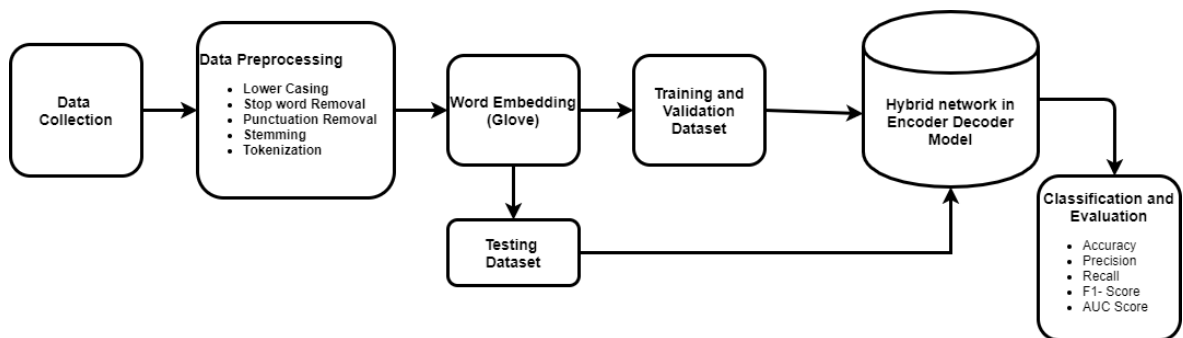 Data
Collection
Data Preprocessing
Lower Casing
Stop word Removal
Punctuation Removal
Stemming
Tokenization
Word Embedding
(Glove)
Training and
Validation
Dataset
Hybrid network in
Encoder Decoder
Model
Testing
Dataset
Classification and
Evaluation
Accuracy
Precision
Recall
F1- Score
AUC Score